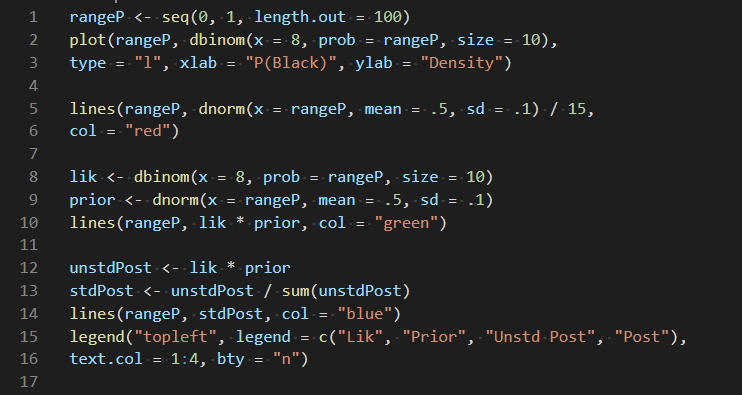 1 rangeP <- seq(0, 1, length.out = 100)
2 plot(rangeP, dbinom(x = 8, prob = rangeP, size = 10),
3 type = "l", xlab = "P(Black)", ylab = "Density")
4
5 lines(rangeP, dnorm(x = rangeP, mean = .5, sd = .1) / 15,
6 col = "red")
7
8 lik <- dbinom(x = 8, prob = rangeP, size = 10)
9 prior <- dnorm(x = rangeP, mean = .5, sd = .1)
10 lines(rangeP, lik * prior, col = "green")
11
12 unstdPost <- lik * prior
13 stdPost <- unstdPost / sum(unstdPost)
14 lines(rangeP, stdPost, col = "blue")
15 legend("topleft", legend = c("Lik", "Prior", "Unstd Post", "Post"),
16 text.col = 1:4, bty = "n")
17